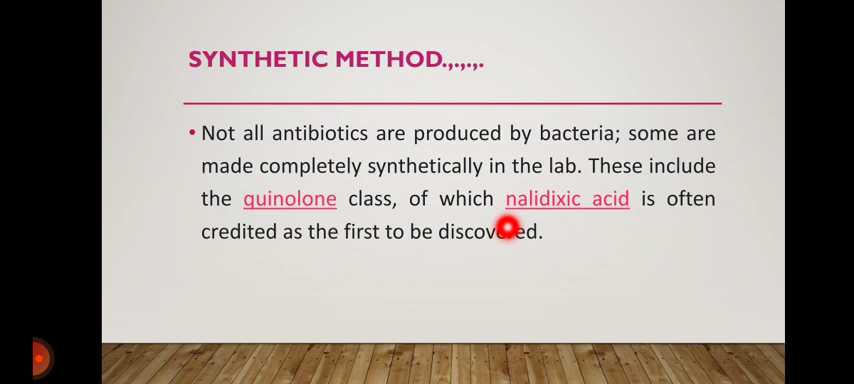 SYNTHETIC METHOD.,.,.,.
• Not all antibiotics are produced by bacteria; some are
made completely synthetically in the lab. These include
the quinolone class, of which nalidixic acid is often
credited as the first to be discovered.